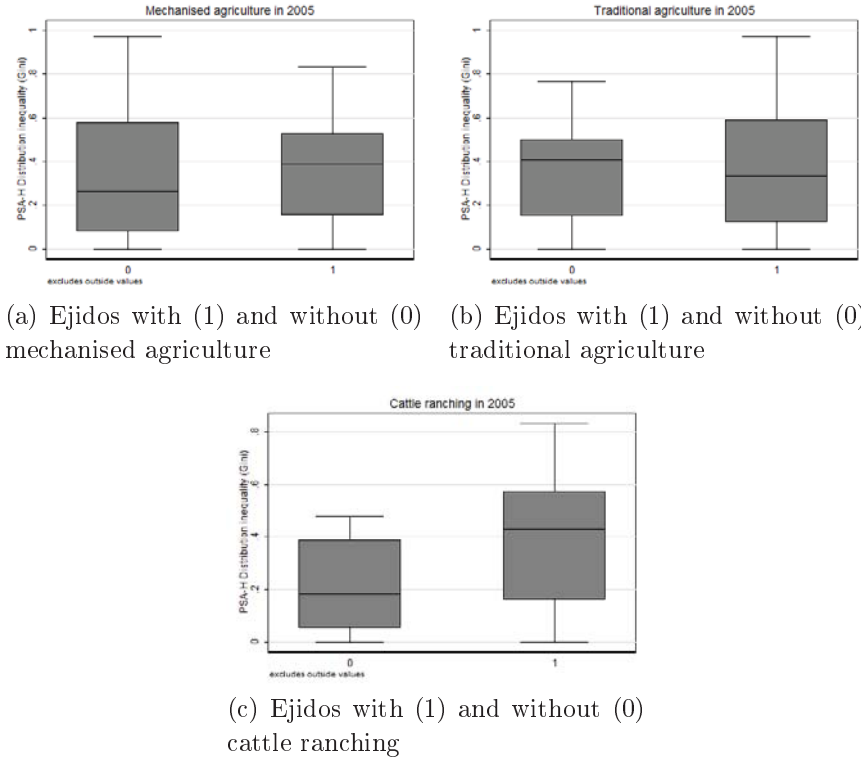 Mechanised agriculture in 2005
PSA-H Distribution Inequality (Gini)
1
.8
.6
.4
.2
0
0 1
excludes outside values
(a) Ejidos with (1) and without (0)
mechanised agriculture
Traditional agriculture in 2005
PSA-H Distribution Inequality (Gini)
1
.8
.6
.4
.2
0
0 1
excludes outside values
(b) Ejidos with (1) and without (0)
traditional agriculture
Cattle ranching in 2005
PSA-H Distribution Inequality (Gini)
.8
.6
.4
.2
0
0 1
excludes outside values
(c) Ejidos with (1) and without (0)
cattle ranching